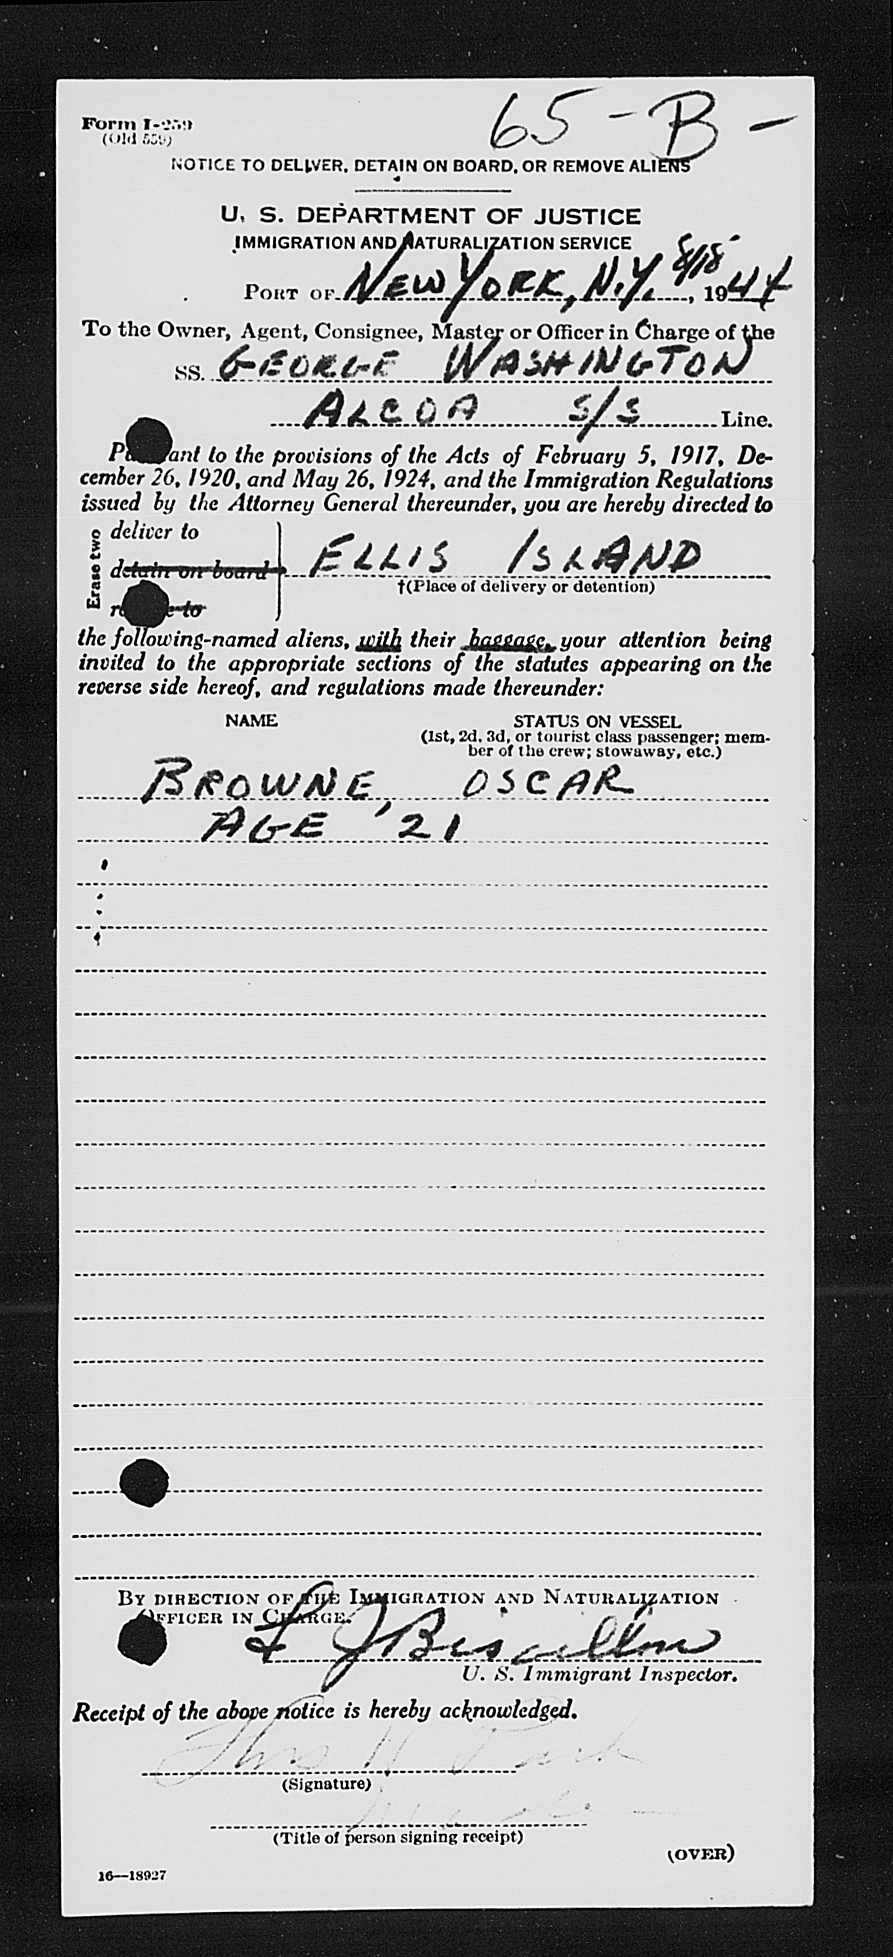 65 - B -
Form I-259
(Old 559)
NOTICE TO DELIVER, DETAIN ON BOARD, OR REMOVE ALIENS
U. S. DEPARTMENT OF JUSTICE
IMMIGRATION AND NATURALIZATION SERVICE
PORT OF NEW YORK, N.Y. 8/18, 1944
To the Owner, Agent, Consignee, Master or Officer in Charge of the
SS. GEORGE WASHINGTON
ALCOA S/S Line.
Pursuant to the provisions of the Acts of February 5, 1917, De-
cember 26, 1920, and May 26, 1924, and the Immigration Regulations
issued by the Attorney General thereunder, you are hereby directed to
Erase two
deliver to
detain on board ELLIS ISLAND
†(Place of delivery or detention)
remove to
the following-named aliens, with their baggage, your attention being
invited to the appropriate sections of the statutes appearing on the
reverse side hereof, and regulations made thereunder:
NAME STATUS ON VESSEL
(1st, 2d, 3d, or tourist class passenger; mem-
ber of the crew; stowaway, etc.)
BROWNE, OSCAR
AGE '21
BY DIRECTION OF THE IMMIGRATION AND NATURALIZATION
OFFICER IN CHARGE.
U. S. Immigrant Inspector.
Receipt of the above notice is hereby acknowledged.
(Signature)
(Title of person signing receipt)
(OVER)
16—18927